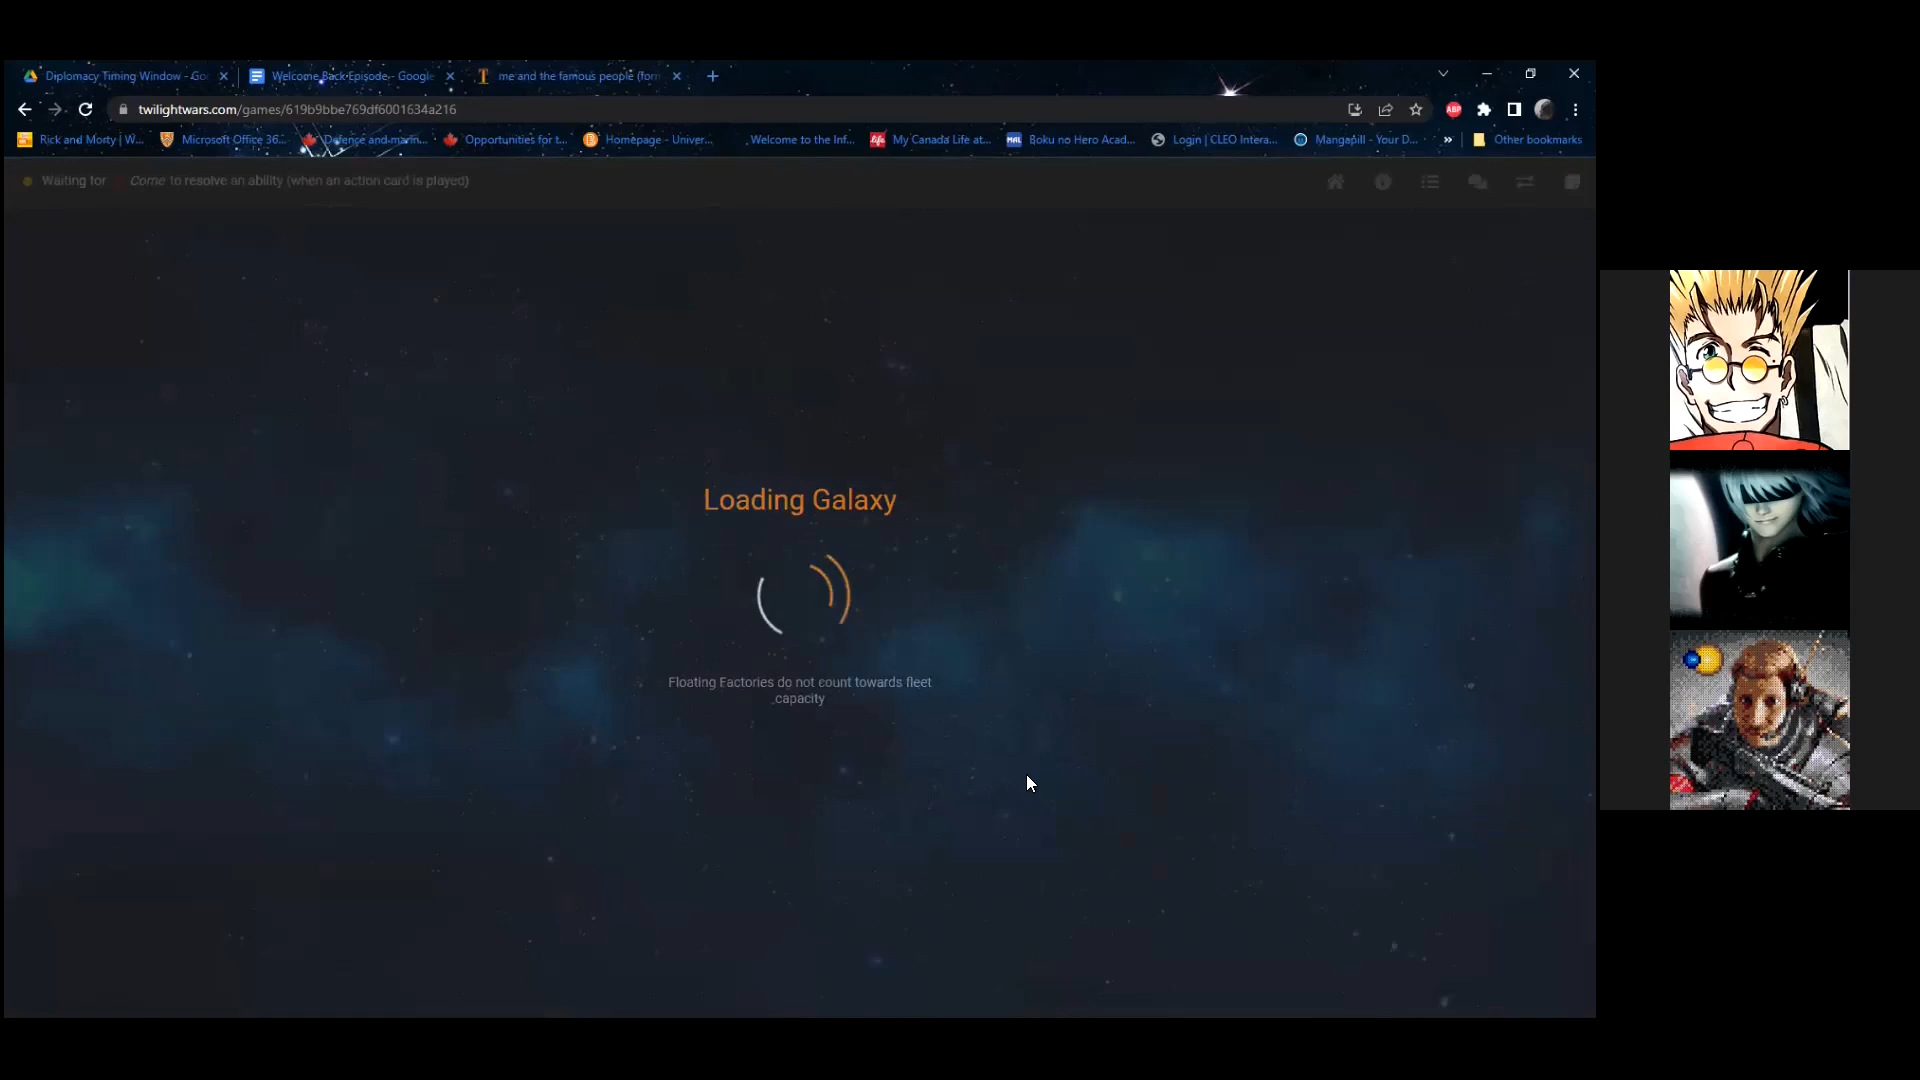 Diplomacy Timing Window - Go
Welcome Back Episode - Google
me and the famous people (for
twilightwars.com/games/619b9bbe769df6001634a216
ABP
Rick and Morty | W...
Microsoft Office 36...
Defence and marin...
Opportunities for t...
Homepage - Univer...
Welcome to the Inf...
life My Canada Life at...
MAL Boku no Hero Acad...
Login | CLEO Intera...
Mangapill - Your D...
»
Other bookmarks
Waiting for Come to resolve an ability (when an action card is played)
Loading Galaxy
Floating Factories do not count towards fleet
capacity